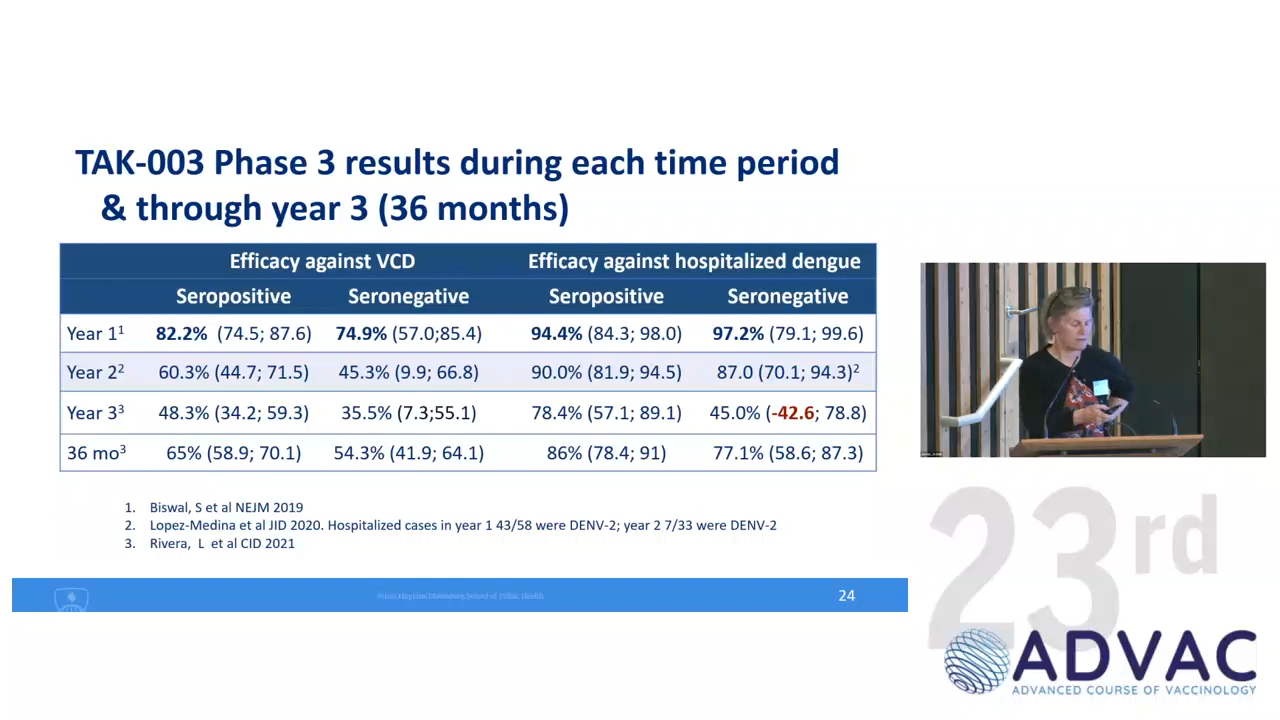 TAK-003 Phase 3 results during each time period
& through year 3 (36 months)
Efficacy against VCD Efficacy against hospitalized dengue
Seropositive Seronegative Seropositive Seronegative
Year 1¹ 82.2% (74.5; 87.6) 74.9% (57.0;85.4) 94.4% (84.3; 98.0) 97.2% (79.1; 99.6)
Year 2² 60.3% (44.7; 71.5) 45.3% (9.9; 66.8) 90.0% (81.9; 94.5) 87.0 (70.1; 94.3)²
Year 3³ 48.3% (34.2; 59.3) 35.5% (7.3;55.1) 78.4% (57.1; 89.1) 45.0% (-42.6; 78.8)
36 mo³ 65% (58.9; 70.1) 54.3% (41.9; 64.1) 86% (78.4; 91) 77.1% (58.6; 87.3)
1. Biswal, S et al NEJM 2019
2. Lopez-Medina et al JID 2020. Hospitalized cases in year 1 43/58 were DENV-2; year 2 7/33 were DENV-2
3. Rivera, L et al CID 2021
Johns Hopkins Bloomberg School of Public Health
24
23rd
ADVAC
ADVANCED COURSE OF VACCINOLOGY